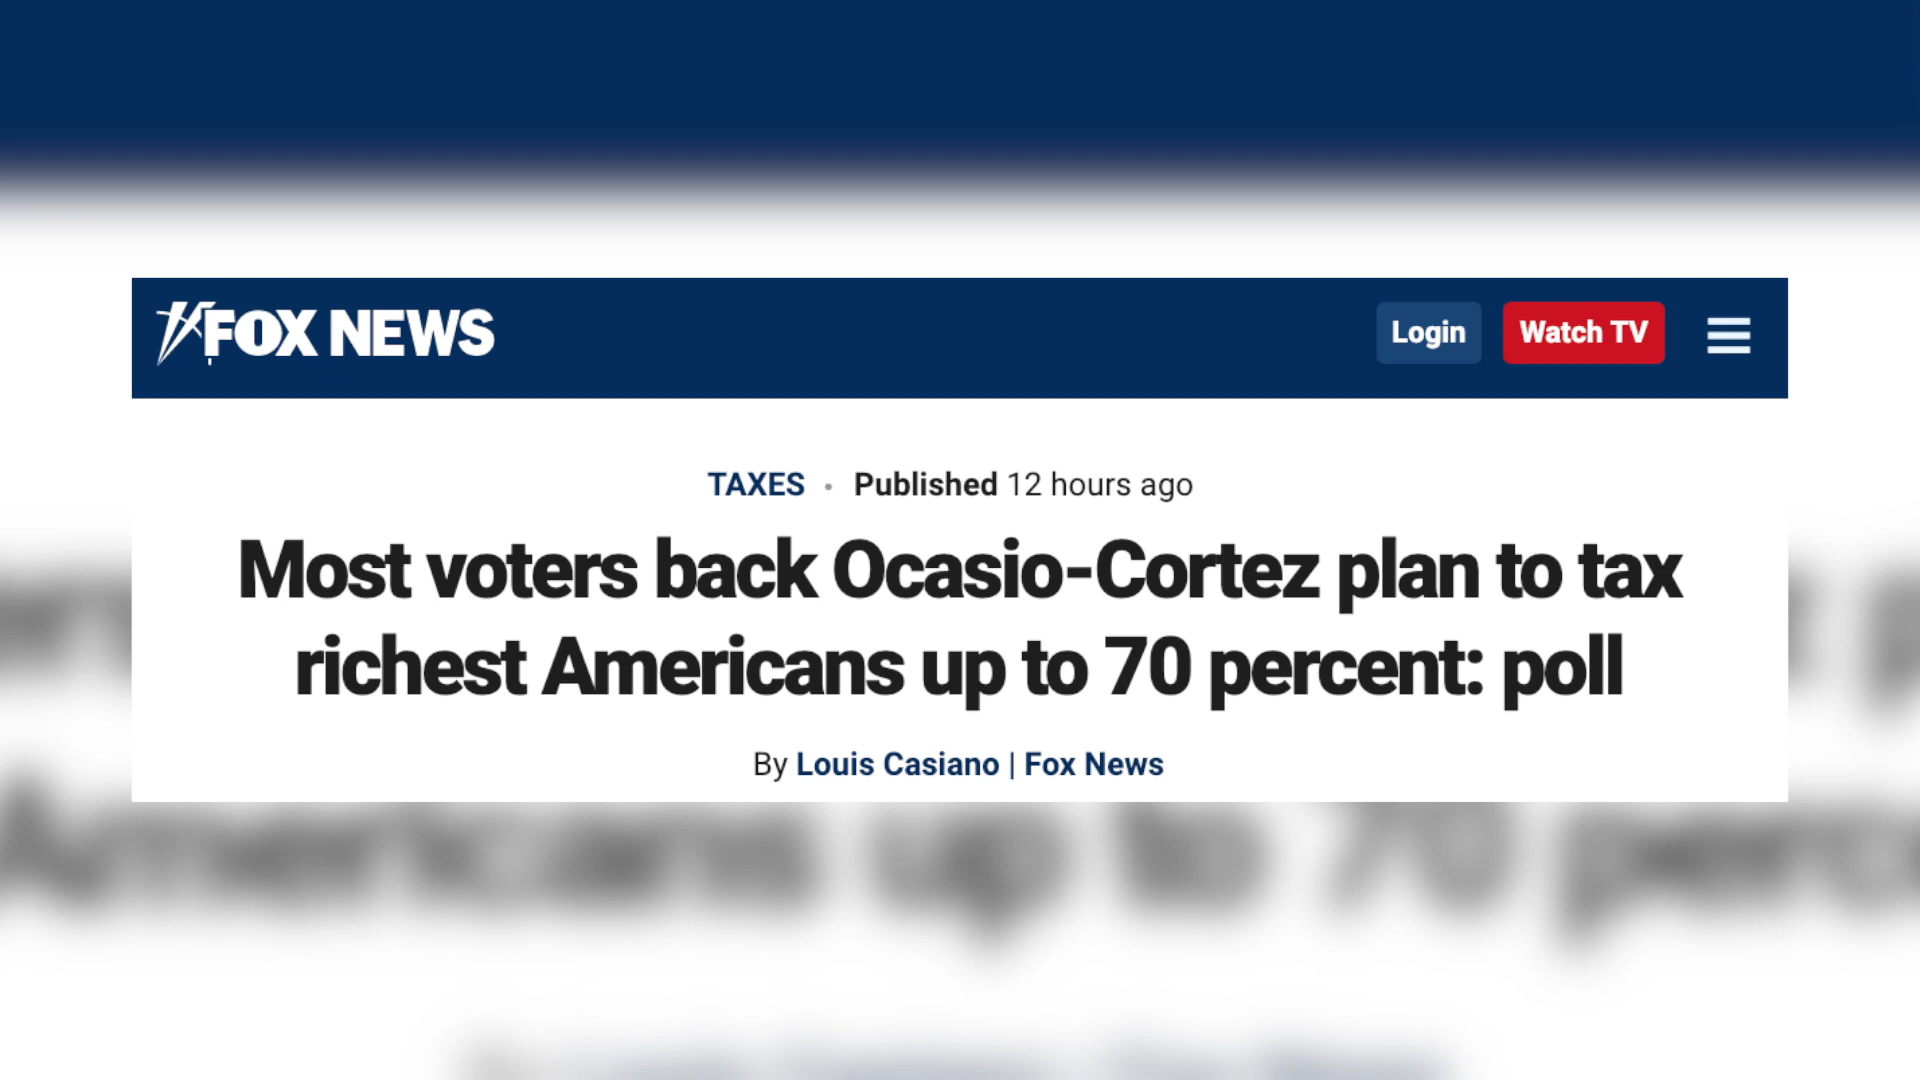 FOX NEWS
Login
Watch TV
TAXES • Published 12 hours ago
Most voters back Ocasio-Cortez plan to tax
richest Americans up to 70 percent: poll
By Louis Casiano | Fox News